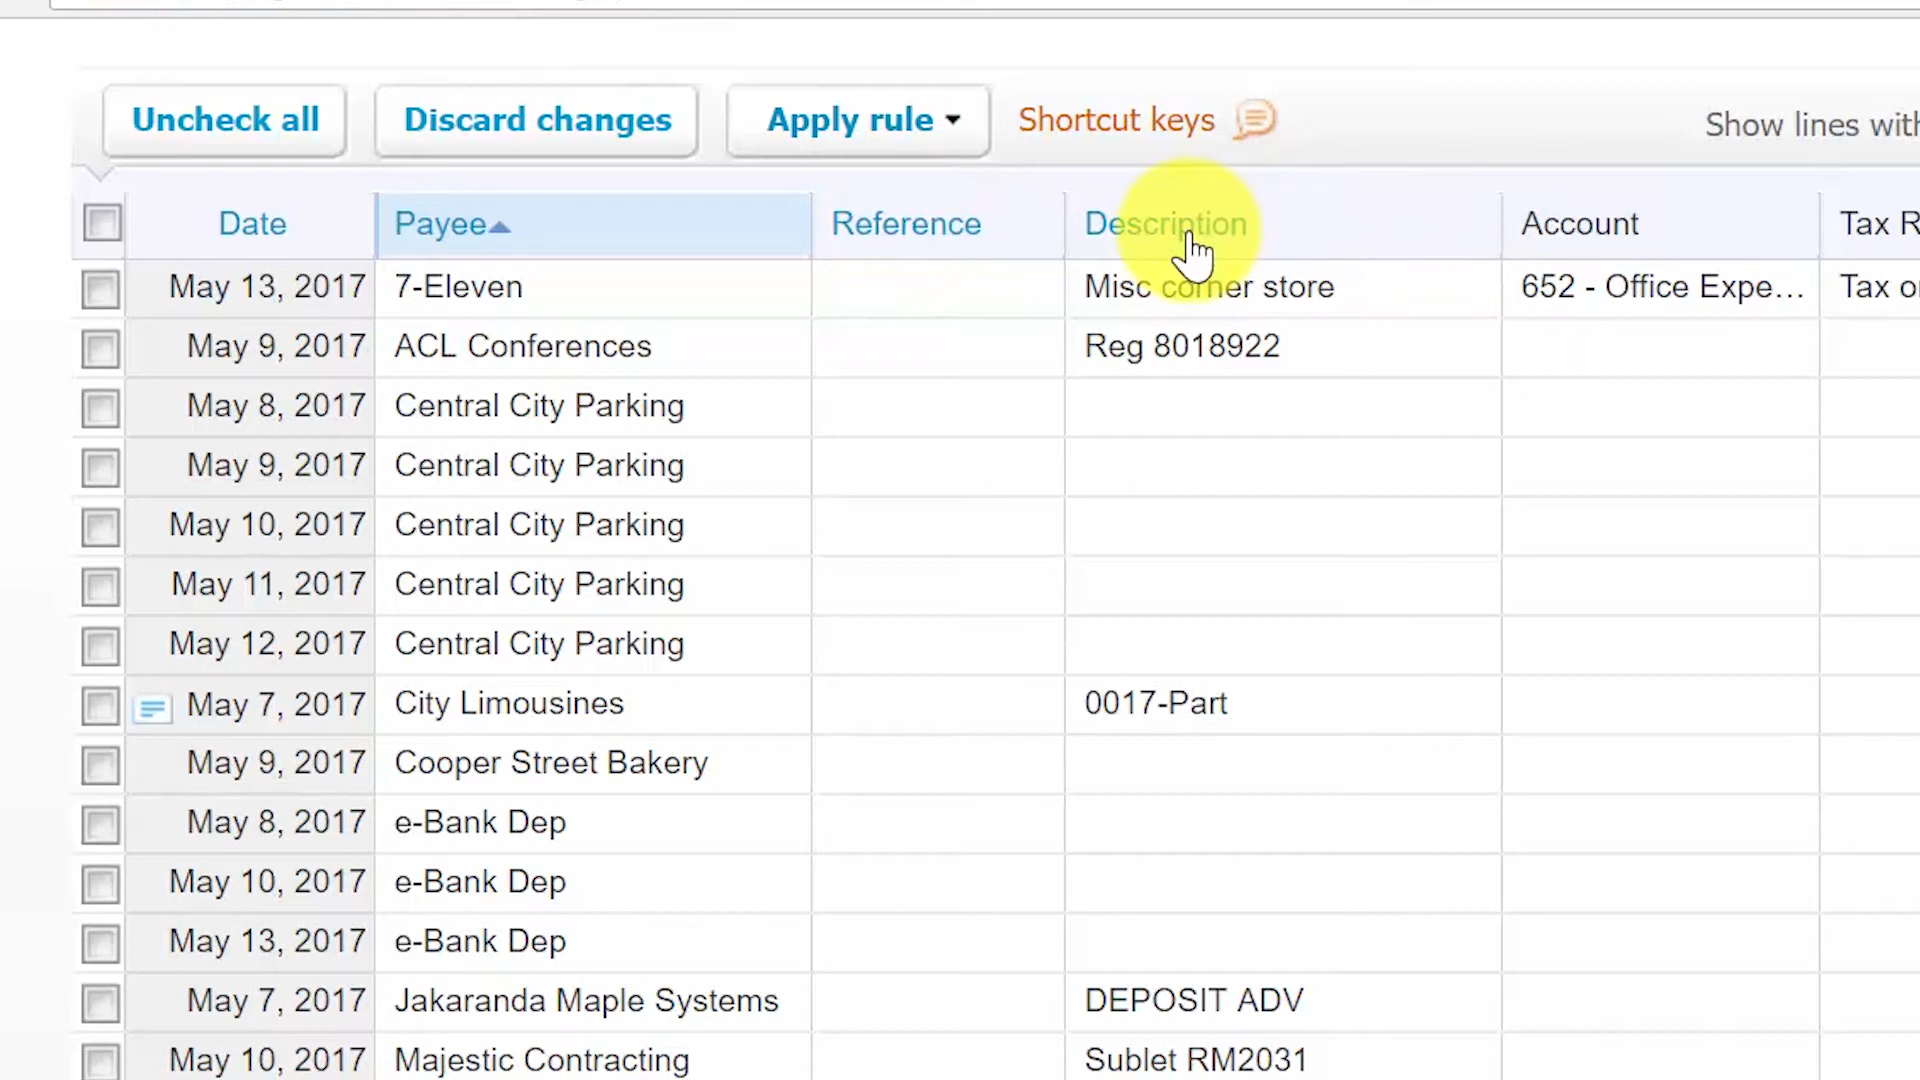 Uncheck all Discard changes Apply rule Shortcut keys Show lines with
Date Payee Reference Description Account Tax R
May 13, 2017 7-Eleven Misc corner store 652 - Office Expe... Tax o
May 9, 2017 ACL Conferences Reg 8018922
May 8, 2017 Central City Parking
May 9, 2017 Central City Parking
May 10, 2017 Central City Parking
May 11, 2017 Central City Parking
May 12, 2017 Central City Parking
May 7, 2017 City Limousines 0017-Part
May 9, 2017 Cooper Street Bakery
May 8, 2017 e-Bank Dep
May 10, 2017 e-Bank Dep
May 13, 2017 e-Bank Dep
May 7, 2017 Jakaranda Maple Systems DEPOSIT ADV
May 10, 2017 Majestic Contracting Sublet RM2031